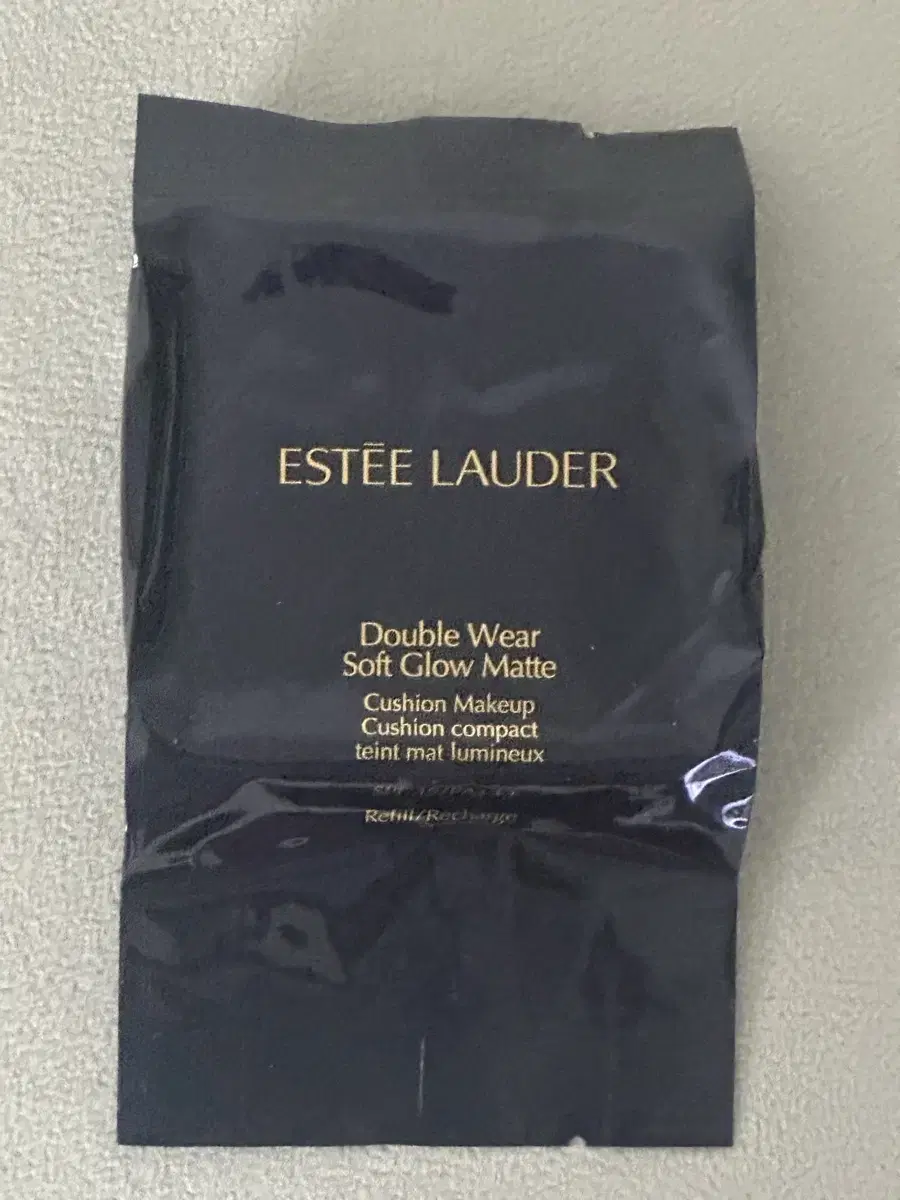 ESTĒE LAUDER
Double Wear
Soft Glow Matte
Cushion Makeup
Cushion compact
teint mat lumineux
Refill/Recharge